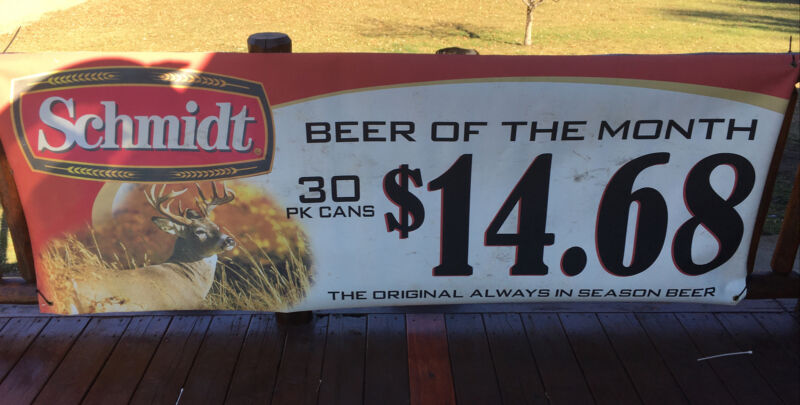 Schmidt®
BEER OF THE MONTH
30
PK CANS
$14.68
THE ORIGINAL ALWAYS IN SEASON BEER